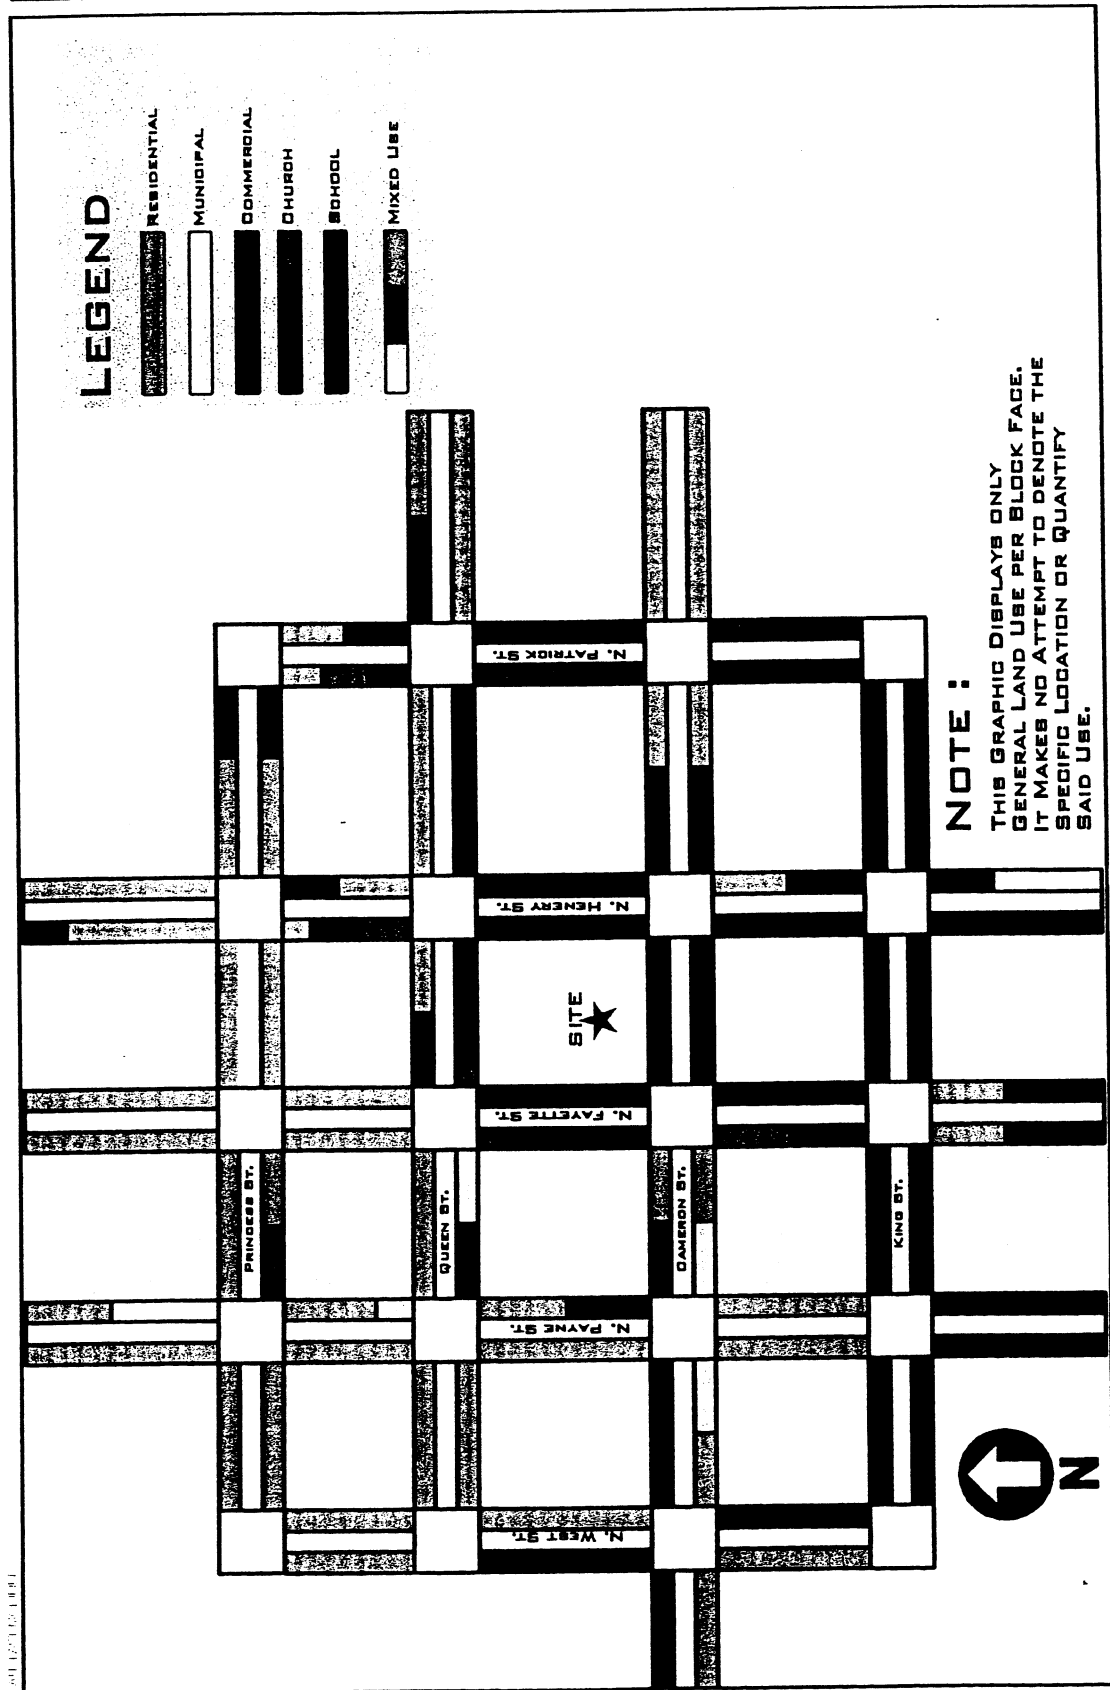 LEGEND
RESIDENTIAL
MUNICIPAL
COMMERCIAL
CHURCH
SCHOOL
MIXED USE
N. PATRICK ST.
N. HENERY ST.
SITE
N. FAYETTE ST.
PRINCESS ST.
QUEEN ST.
CAMERON ST.
KING ST.
N. PAYNE ST.
N. WEST ST.
NOTE:
THIS GRAPHIC DISPLAYS ONLY
GENERAL LAND USE PER BLOCK FACE.
IT MAKES NO ATTEMPT TO DENOTE THE
SPECIFIC LOCATION OR QUANTIFY
SAID USE.
N